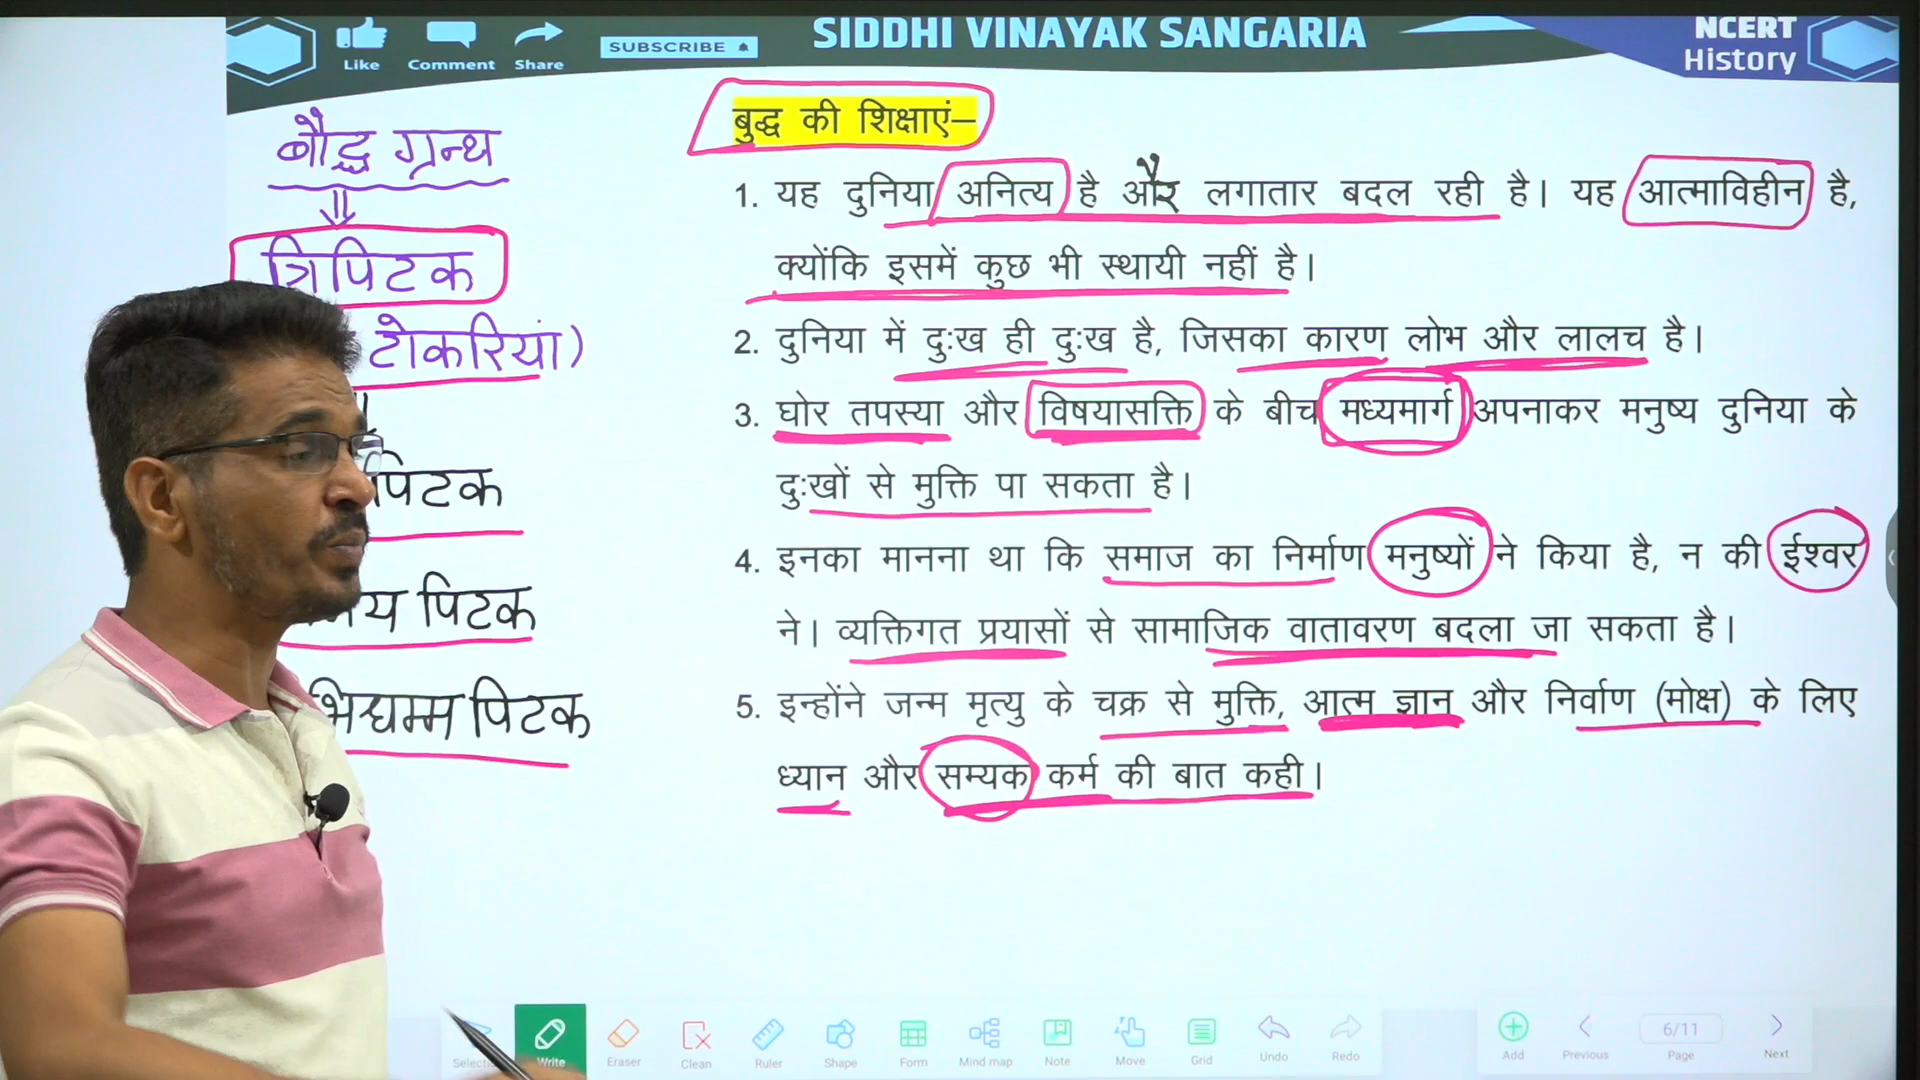 SIDDHI VINAYAK SANGARIA
NCERT
History
Like
Comment
Share
SUBSCRIBE
बौद्ध ग्रन्थ
त्रिपिटक
टोकरियां)
पिटक
पिटक
पिटक
बुद्ध की शिक्षाएं–
1. यह दुनिया अनित्य है और लगातार बदल रही है। यह आत्माविहीन है,
क्योंकि इसमें कुछ भी स्थायी नहीं है।
2. दुनिया में दुःख ही दुःख है, जिसका कारण लोभ और लालच है।
3. घोर तपस्या और विषयासक्ति के बीच मध्यमार्ग अपनाकर मनुष्य दुनिया के
दुःखों से मुक्ति पा सकता है।
4. इनका मानना था कि समाज का निर्माण मनुष्यों ने किया है, न की ईश्वर
ने। व्यक्तिगत प्रयासों से सामाजिक वातावरण बदला जा सकता है।
5. इन्होंने जन्म मृत्यु के चक्र से मुक्ति, आत्म ज्ञान और निर्वाण (मोक्ष) के लिए
ध्यान और सम्यक कर्म की बात कही।
Write
Eraser
Clean
Ruler
Shape
Form
Mind map
Note
Move
Grid
Undo
Redo
Add
Previous
6/11
Page
Next